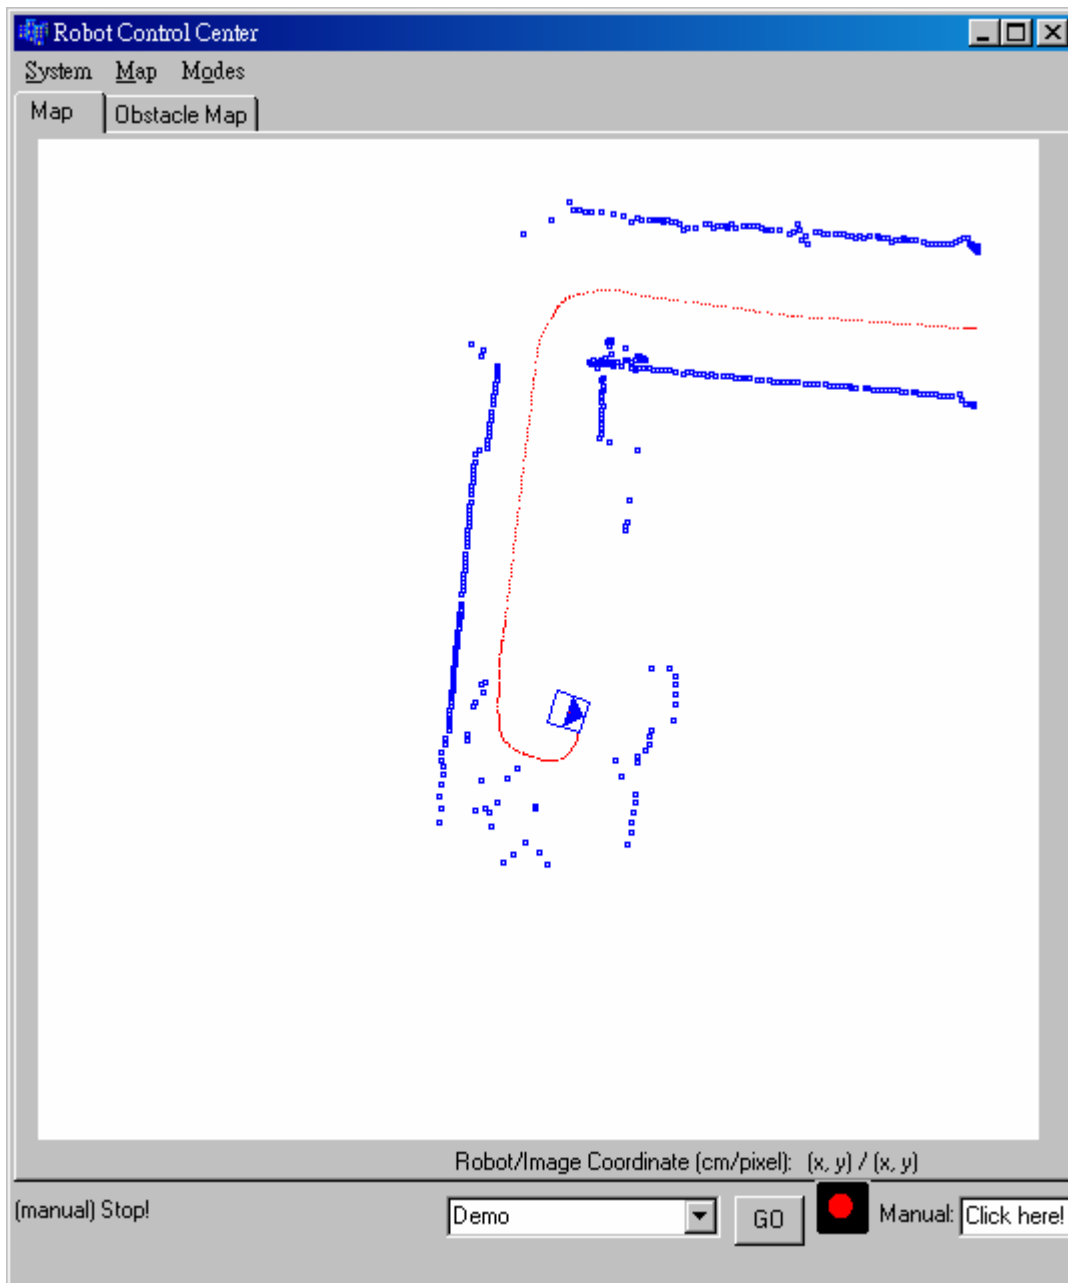 Robot Control Center
System Map Modes
Map Obstacle Map
Robot/Image Coordinate (cm/pixel): (x, y) / (x, y)
(manual) Stop! Demo GO Manual: Click here!